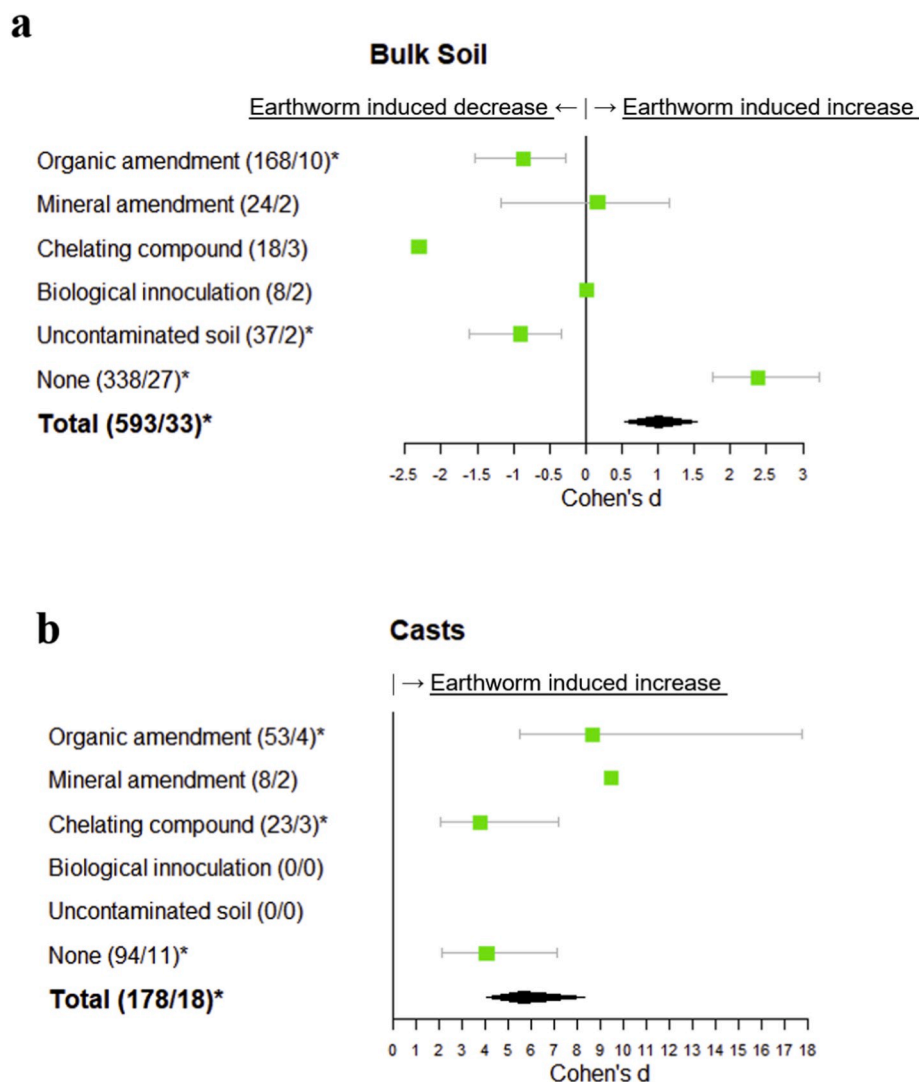 a
Bulk Soil
Earthworm induced decrease ← | → Earthworm induced increase
Organic amendment (168/10)*
Mineral amendment (24/2)
Chelating compound (18/3)
Biological innoculation (8/2)
Uncontaminated soil (37/2)*
None (338/27)*
Total (593/33)*
-2.5 -2 -1.5 -1 -0.5 0 0.5 1 1.5 2 2.5 3
Cohen's d
b
Casts
| → Earthworm induced increase
Organic amendment (53/4)*
Mineral amendment (8/2)
Chelating compound (23/3)*
Biological innoculation (0/0)
Uncontaminated soil (0/0)
None (94/11)*
Total (178/18)*
0 1 2 3 4 5 6 7 8 9 10 11 12 13 14 15 16 17 18
Cohen's d